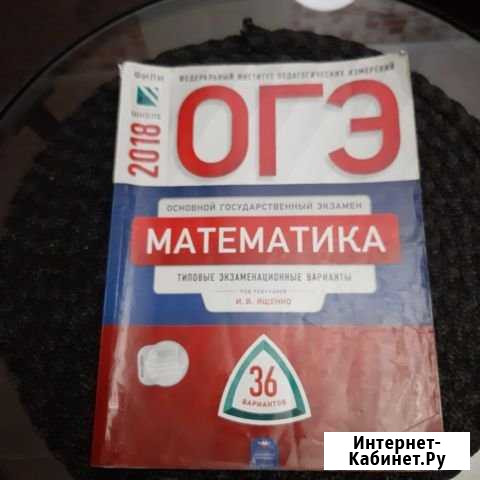 ФЕДЕРАЛЬНЫЙ ИНСТИТУТ ПЕДАГОГИЧЕСКИХ ИЗМЕРЕНИЙ
ФИПИ
ШКОЛЕ
2018
ОГЭ
ОСНОВНОЙ ГОСУДАРСТВЕННЫЙ ЭКЗАМЕН
МАТЕМАТИКА
ТИПОВЫЕ ЭКЗАМЕНАЦИОННЫЕ ВАРИАНТЫ
ПОД РЕДАКЦИЕЙ
И. В. ЯЩЕНКО
36
ВАРИАНТОВ
Интернет-
Кабинет.Ру